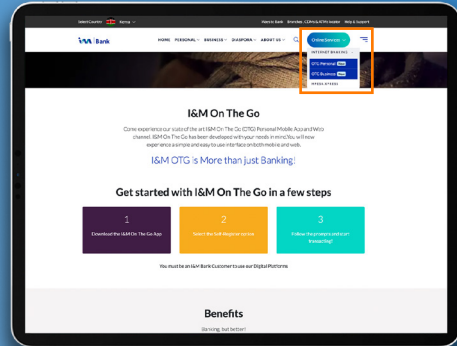 Select Country Kenya
Ways to Bank Branches, CDMs & ATM Locator Help & Support
I&M Bank
HOME PERSONAL BUSINESS DIASPORA ABOUT US Online Services
INTERNET BANKING
OTG Personal New
OTG Business New
I&M On The Go
Come experience our state of the art I&M On The Go (OTG) Personal Mobile App and Web
channel. I&M On The Go has been developed with your needs in mind. You will now
experience a simple and easy to use interface on both mobile and web.
I&M OTG is More than just Banking!
Get started with I&M On The Go in a few steps
1
Download the I&M On The Go App
2
Select the Self-Register option
3
Follow the prompts and start
transacting!
You must be an I&M Bank Customer to use our Digital Platforms
Benefits
Banking, but better!